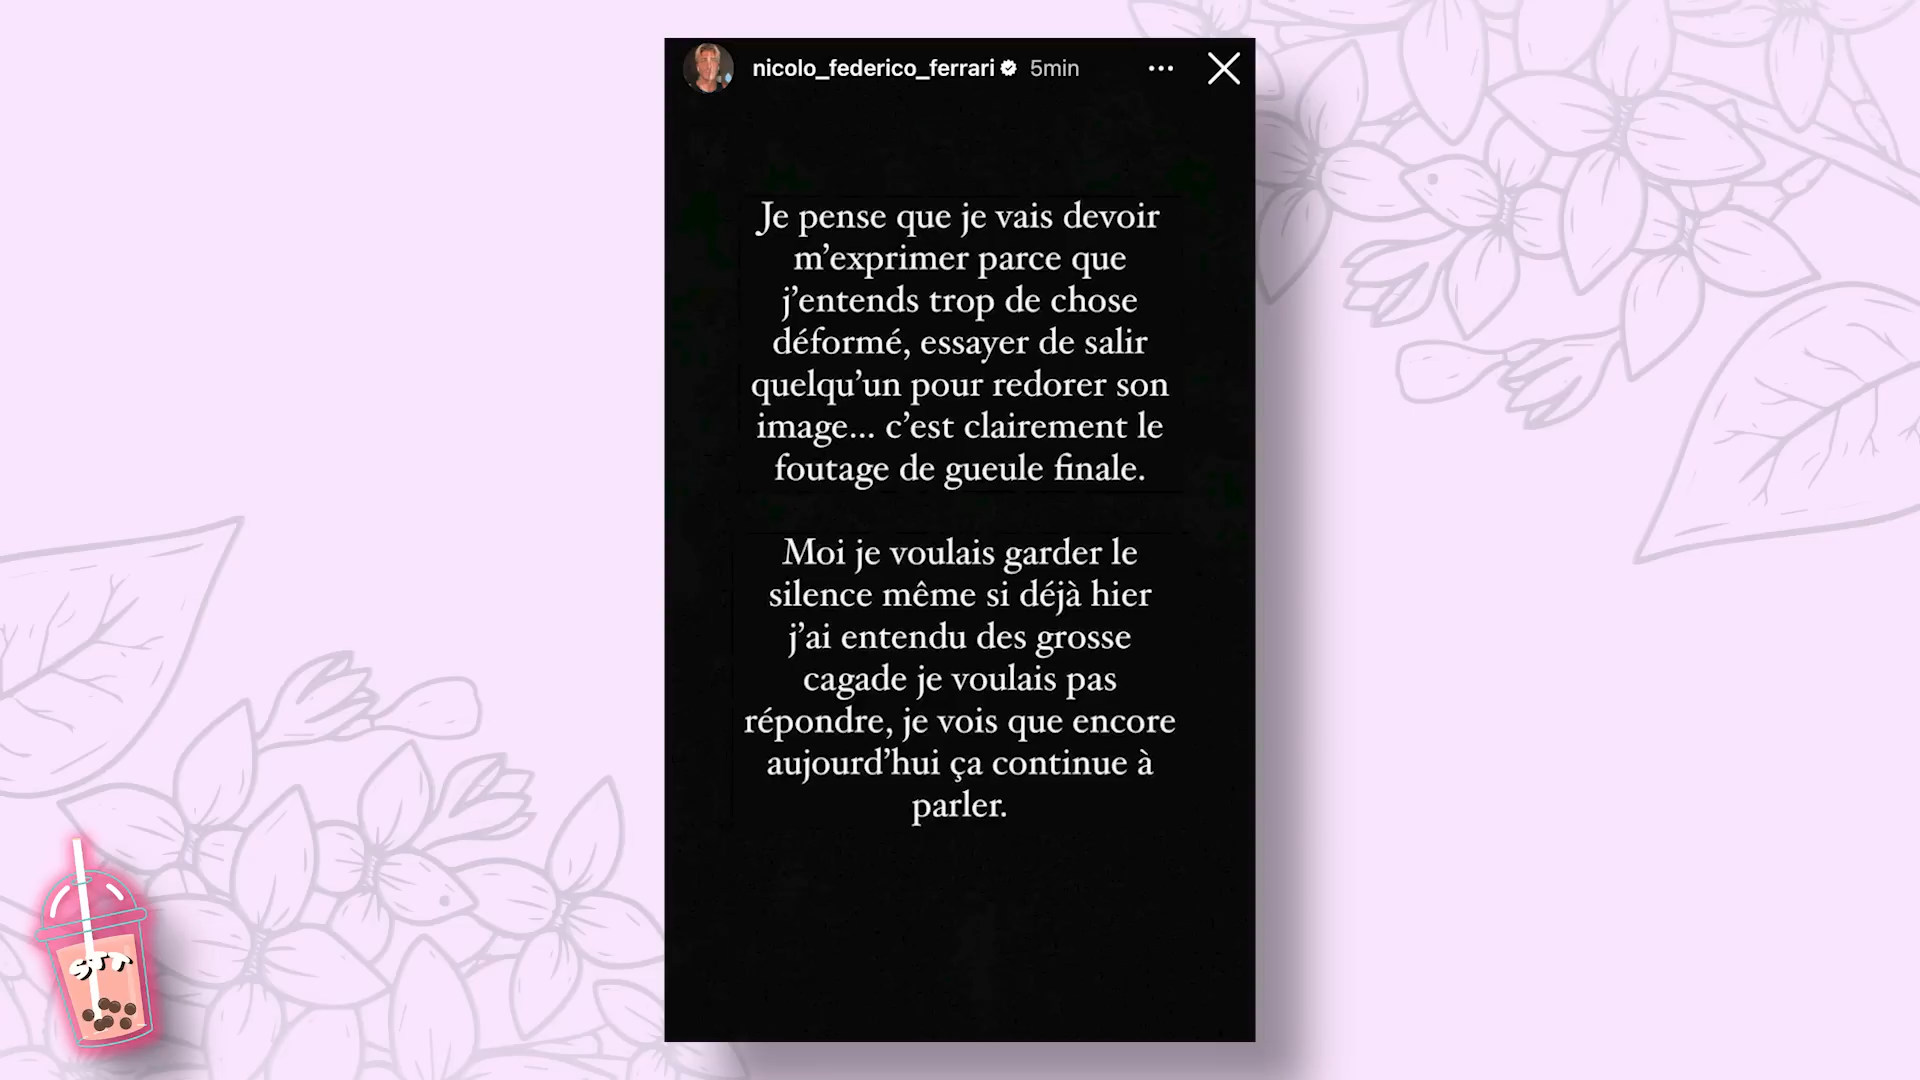 nicolo_federico_ferrari 5min
Je pense que je vais devoir
m’exprimer parce que
j’entends trop de chose
déformé, essayer de salir
quelqu’un pour redorer son
image... c’est clairement le
foutage de gueule finale.
Moi je voulais garder le
silence même si déjà hier
j’ai entendu des grosse
cagade je voulais pas
répondre, je vois que encore
aujourd’hui ça continue à
parler.
STT